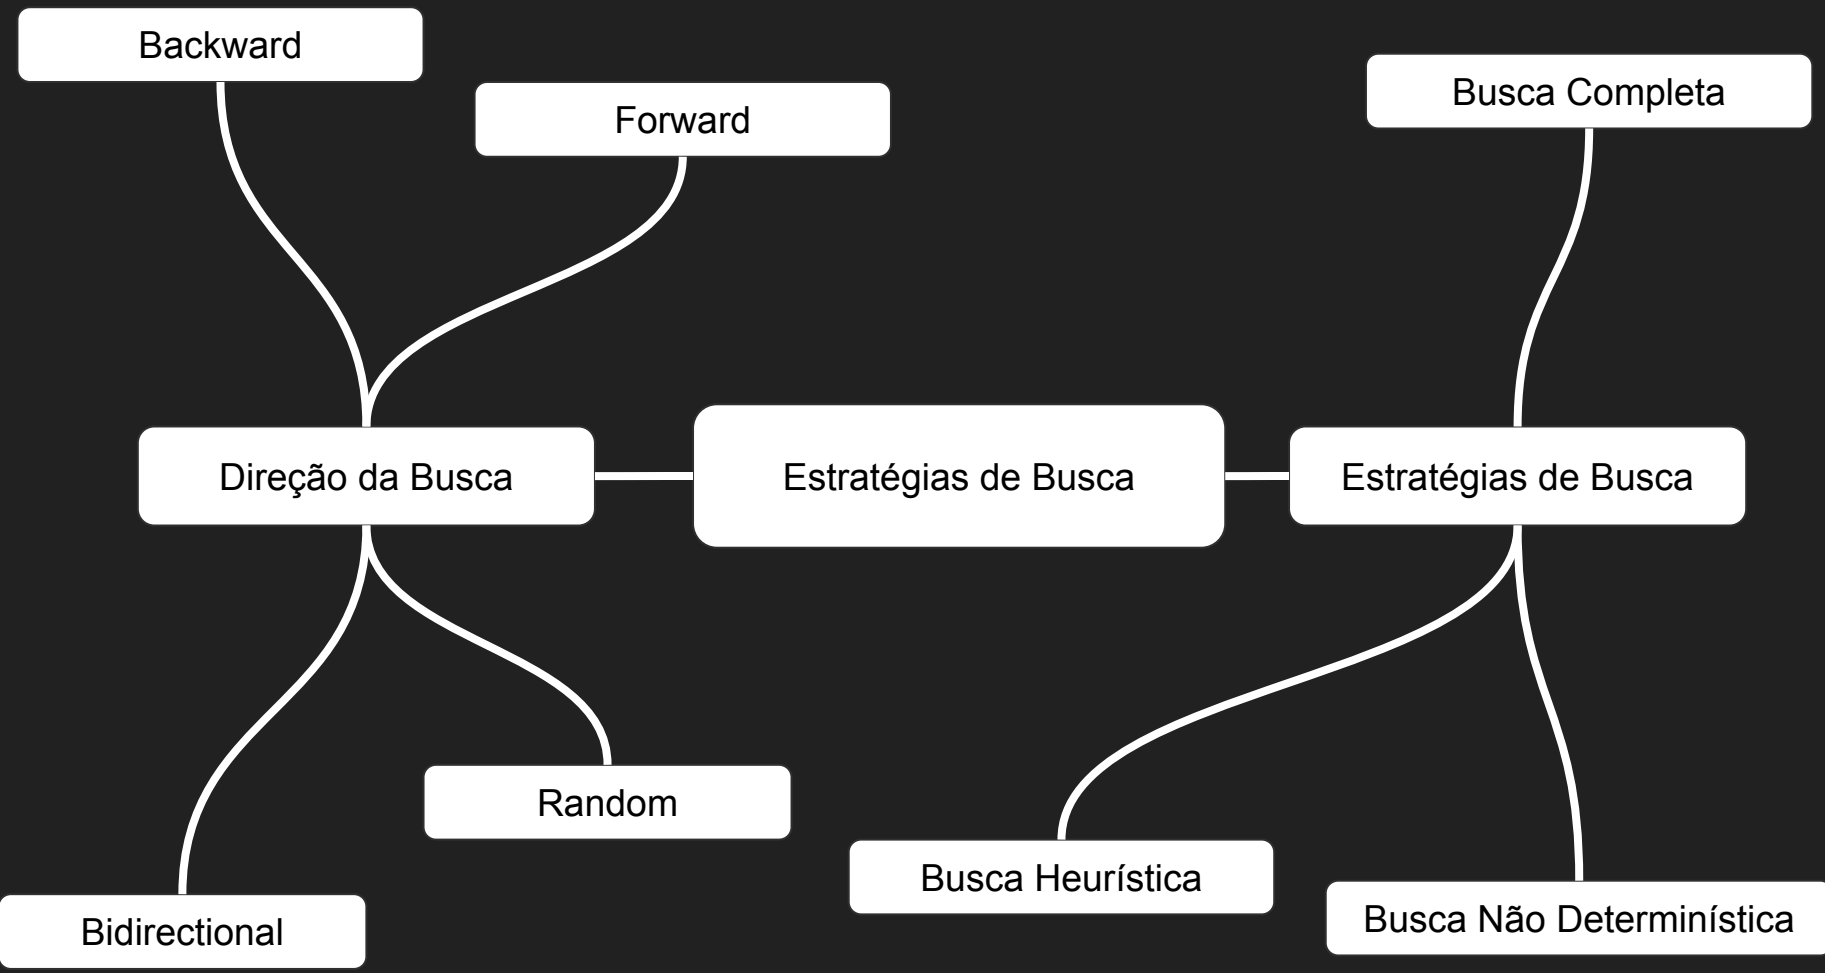 Backward
Forward
Busca Completa
Direção da Busca
Estratégias de Busca
Estratégias de Busca
Random
Busca Heurística
Busca Não Determinística
Bidirectional